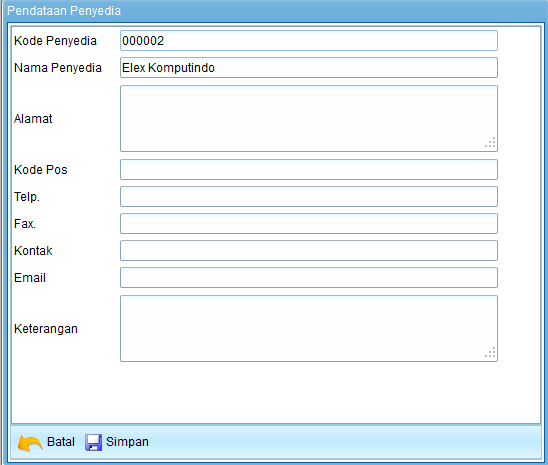 Pendataan Penyedia
Kode Penyedia 000002
Nama Penyedia Elex Komputindo
Alamat
Kode Pos
Telp.
Fax.
Kontak
Email
Keterangan
Batal Simpan